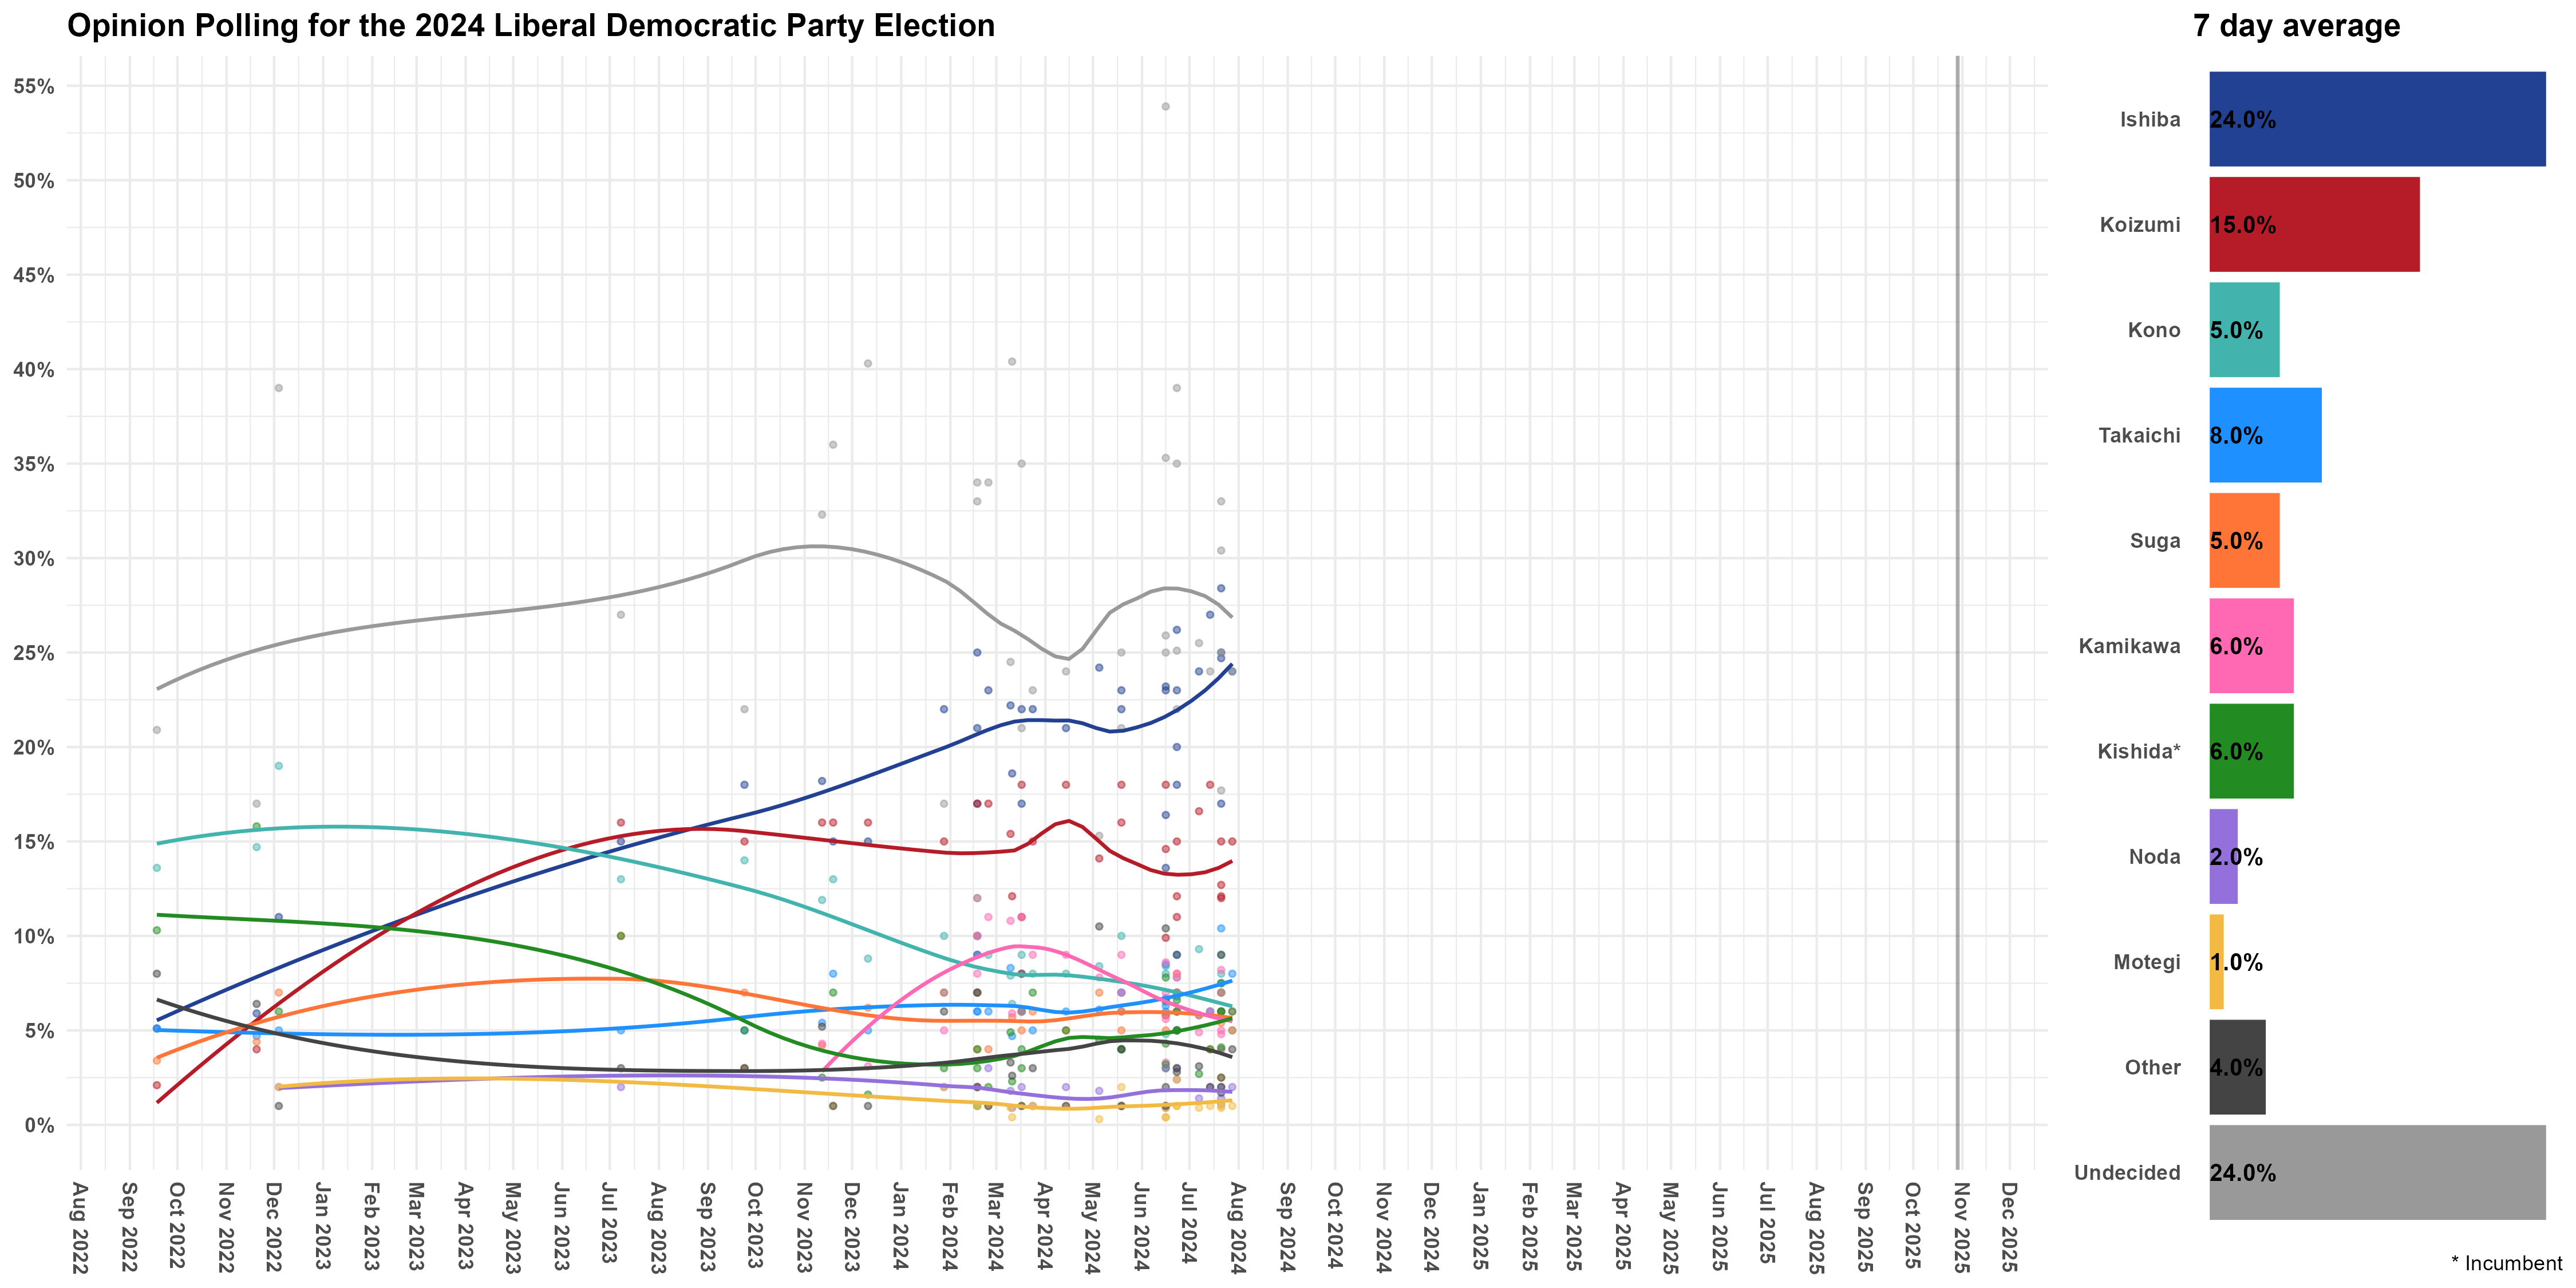 Opinion Polling for the 2024 Liberal Democratic Party Election
7 day average
55%
50%
45%
40%
35%
30%
25%
20%
15%
10%
5%
0%
Aug 2022
Sep 2022
Oct 2022
Nov 2022
Dec 2022
Jan 2023
Feb 2023
Mar 2023
Apr 2023
May 2023
Jun 2023
Jul 2023
Aug 2023
Sep 2023
Oct 2023
Nov 2023
Dec 2023
Jan 2024
Feb 2024
Mar 2024
Apr 2024
May 2024
Jun 2024
Jul 2024
Aug 2024
Sep 2024
Oct 2024
Nov 2024
Dec 2024
Jan 2025
Feb 2025
Mar 2025
Apr 2025
May 2025
Jun 2025
Jul 2025
Aug 2025
Sep 2025
Oct 2025
Nov 2025
Dec 2025
Ishiba 24.0%
Koizumi 15.0%
Kono 5.0%
Takaichi 8.0%
Suga 5.0%
Kamikawa 6.0%
Kishida* 6.0%
Noda 2.0%
Motegi 1.0%
Other 4.0%
Undecided 24.0%
* Incumbent